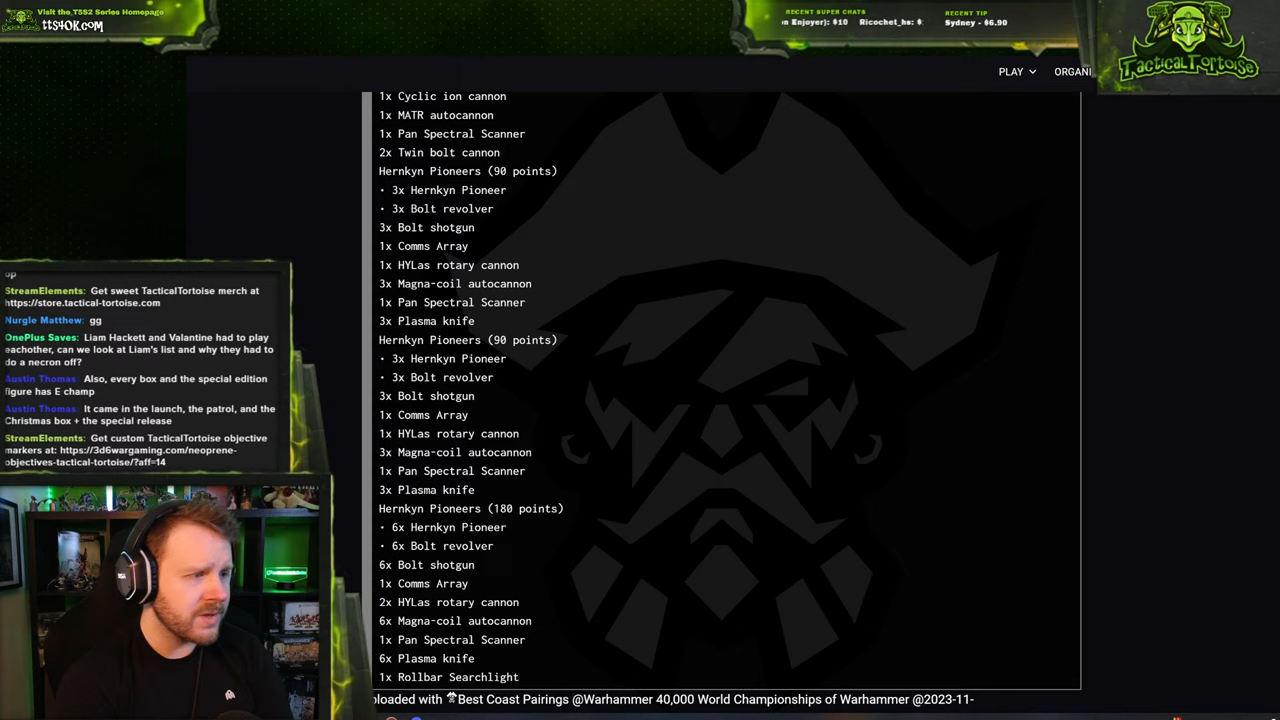 Visit the T5S2 Series Homepage
tts40k.com
RECENT SUPER CHATS
Enjoyer): $10 Ricochet_hs: $
RECENT TIP
Sydney - $6.90
TacticalTortoise
PLAY
ORGANI
1x Cyclic ion cannon
1x MATR autocannon
1x Pan Spectral Scanner
2x Twin bolt cannon
Hernkyn Pioneers (90 points)
• 3x Hernkyn Pioneer
• 3x Bolt revolver
3x Bolt shotgun
1x Comms Array
1x HYLas rotary cannon
3x Magna-coil autocannon
1x Pan Spectral Scanner
3x Plasma knife
Hernkyn Pioneers (90 points)
• 3x Hernkyn Pioneer
• 3x Bolt revolver
3x Bolt shotgun
1x Comms Array
1x HYLas rotary cannon
3x Magna-coil autocannon
1x Pan Spectral Scanner
3x Plasma knife
Hernkyn Pioneers (180 points)
• 6x Hernkyn Pioneer
• 6x Bolt revolver
6x Bolt shotgun
1x Comms Array
2x HYLas rotary cannon
6x Magna-coil autocannon
1x Pan Spectral Scanner
6x Plasma knife
1x Rollbar Searchlight
ploaded with Best Coast Pairings @Warhammer 40,000 World Championships of Warhammer @2023-11-
op
StreamElements: Get sweet TacticalTortoise merch at
https://store.tactical-tortoise.com
Nurgle Matthew: gg
OnePlus Saves: Liam Hackett and Valantine had to play
eachother, can we look at Liam's list and why they had to
do a necron off?
Austin Thomas: Also, every box and the special edition
figure has E champ
Austin Thomas: It came in the launch, the patrol, and the
Christmas box + the special release
StreamElements: Get custom TacticalTortoise objective
markers at: https://3d6wargaming.com/neoprene-
objectives-tactical-tortoise/?aff=14